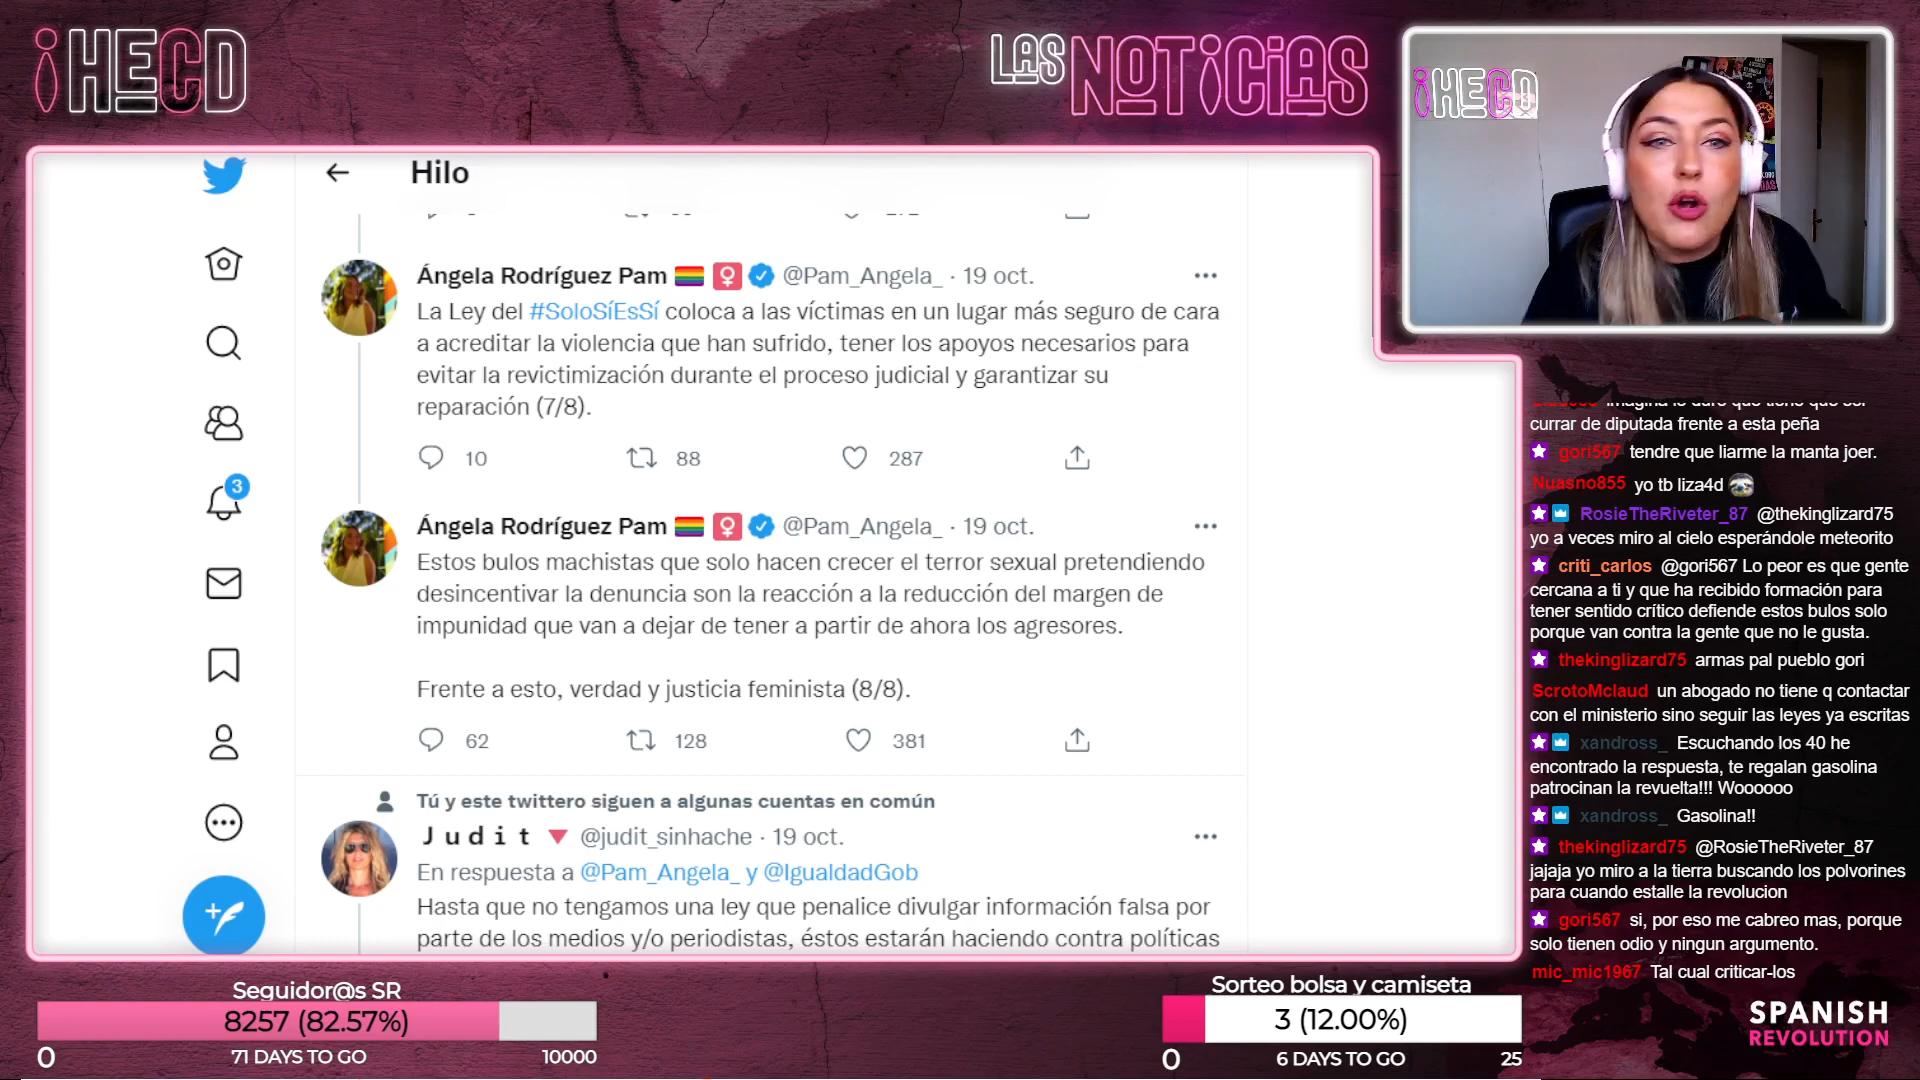 ¡HECD
LAS NOTiCiAS
¡HECD
Hilo
Ángela Rodríguez Pam @Pam_Angela_ · 19 oct.
La Ley del #SoloSíEsSí coloca a las víctimas en un lugar más seguro de cara
a acreditar la violencia que han sufrido, tener los apoyos necesarios para
evitar la revictimización durante el proceso judicial y garantizar su
reparación (7/8).
10 88 287
3
Ángela Rodríguez Pam @Pam_Angela_ · 19 oct.
Estos bulos machistas que solo hacen crecer el terror sexual pretendiendo
desincentivar la denuncia son la reacción a la reducción del margen de
impunidad que van a dejar de tener a partir de ahora los agresores.
Frente a esto, verdad y justicia feminista (8/8).
62 128 381
Tú y este twittero siguen a algunas cuentas en común
Judit @judit_sinhache · 19 oct.
En respuesta a @Pam_Angela_ y @IgualdadGob
Hasta que no tengamos una ley que penalice divulgar información falsa por
parte de los medios y/o periodistas, éstos estarán haciendo contra políticas
imagina lo duro que tiene que ser
currar de diputada frente a esta peña
gori567 tendre que liarme la manta joer.
Nuasno855 yo tb liza4d
RosieTheRiveter_87 @thekinglizard75
yo a veces miro al cielo esperándole meteorito
criti_carlos @gori567 Lo peor es que gente
cercana a ti y que ha recibido formación para
tener sentido crítico defiende estos bulos solo
porque van contra la gente que no le gusta.
thekinglizard75 armas pal pueblo gori
ScrotoMclaud un abogado no tiene q contactar
con el ministerio sino seguir las leyes ya escritas
xandross_ Escuchando los 40 he
encontrado la respuesta, te regalan gasolina
patrocinan la revuelta!!! Woooooo
xandross_ Gasolina!!
thekinglizard75 @RosieTheRiveter_87
jajaja yo miro a la tierra buscando los polvorines
para cuando estalle la revolucion
gori567 si, por eso me cabreo mas, porque
solo tienen odio y ningun argumento.
mic_mic1967 Tal cual criticar-los
Seguidor@s SR
8257 (82.57%)
0 71 DAYS TO GO 10000
Sorteo bolsa y camiseta
3 (12.00%)
0 6 DAYS TO GO 25
SPANISH
REVOLUTION